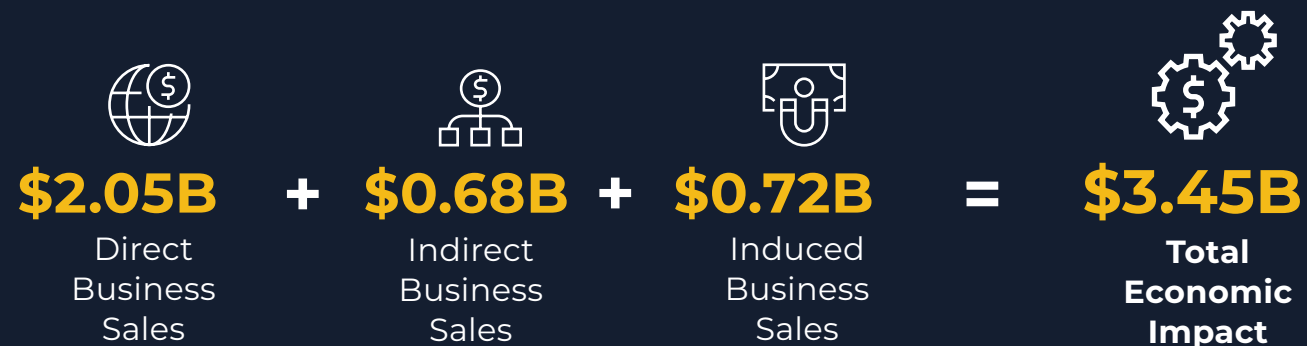 $ $ $
$2.05B + $0.68B + $0.72B = $3.45B
Direct
Business
Sales
Indirect
Business
Sales
Induced
Business
Sales
Total
Economic
Impact